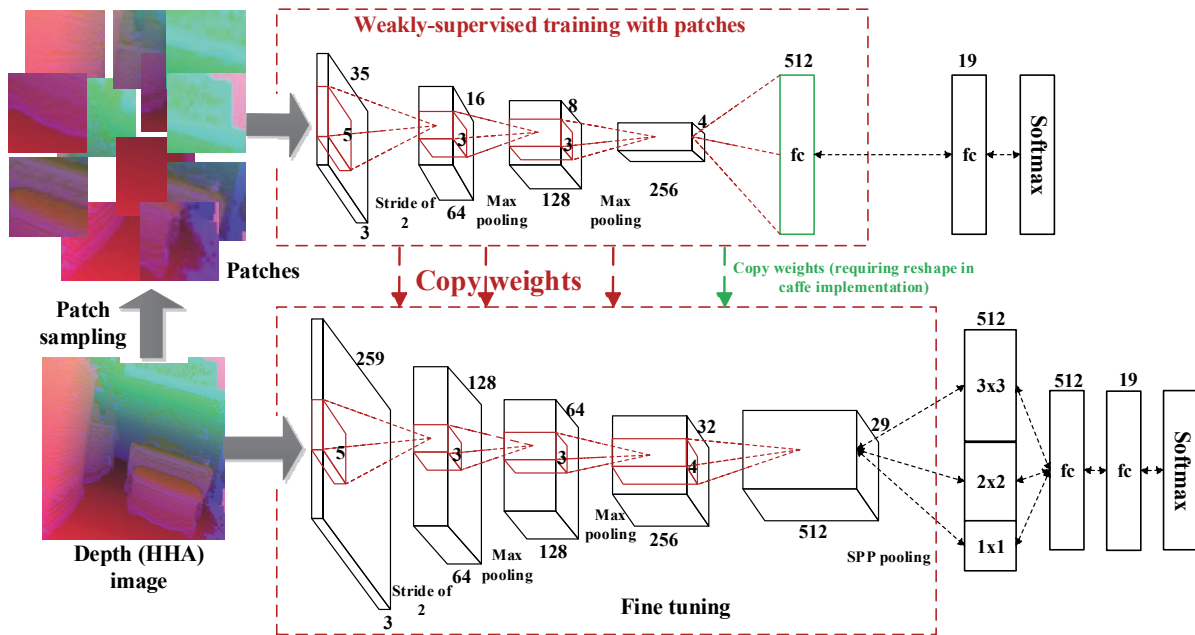 Weakly-supervised training with patches
35
5
3
Stride of
2
16
3
64
Max
pooling
8
3
128
Max
pooling
4
256
512
fc
19
fc
Softmax
Patches
Patch
sampling
Copy weights
Copy weights (requiring reshape in
caffe implementation)
Depth (HHA)
image
259
5
3
Stride of
2
128
3
64
Max
pooling
64
3
128
Max
pooling
32
4
256
29
512
SPP pooling
Fine tuning
512
3x3
2x2
1x1
512
fc
19
fc
Softmax